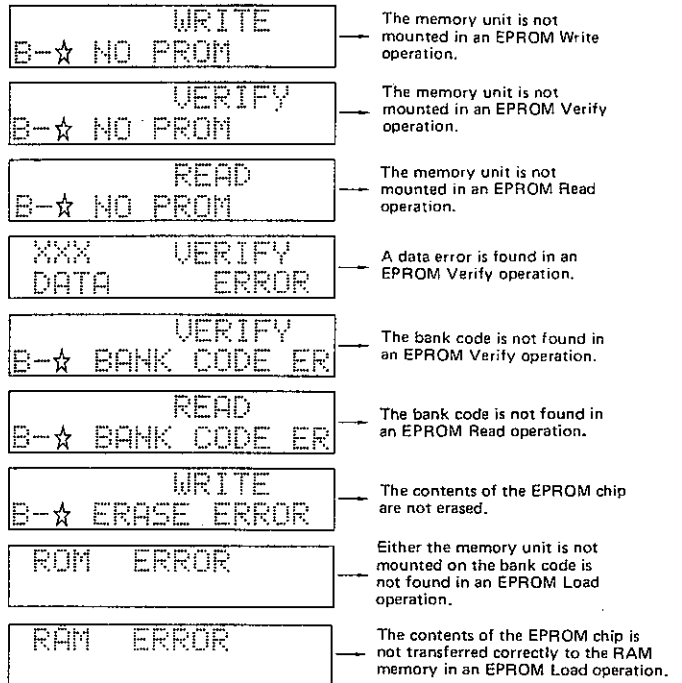 WRITE
B-☆ NO PROM
The memory unit is not
mounted in an EPROM Write
operation.
VERIFY
B-☆ NO PROM
The memory unit is not
mounted in an EPROM Verify
operation.
READ
B-☆ NO PROM
The memory unit is not
mounted in an EPROM Read
operation.
XXX VERIFY
DATA ERROR
A data error is found in an
EPROM Verify operation.
VERIFY
B-☆ BANK CODE ER
The bank code is not found in
an EPROM Verify operation.
READ
B-☆ BANK CODE ER
The bank code is not found in
an EPROM Read operation.
WRITE
B-☆ ERASE ERROR
The contents of the EPROM chip
are not erased.
ROM ERROR
Either the memory unit is not
mounted on the bank code is
not found in an EPROM Load
operation.
RAM ERROR
The contents of the EPROM chip is
not transferred correctly to the RAM
memory in an EPROM Load operation.